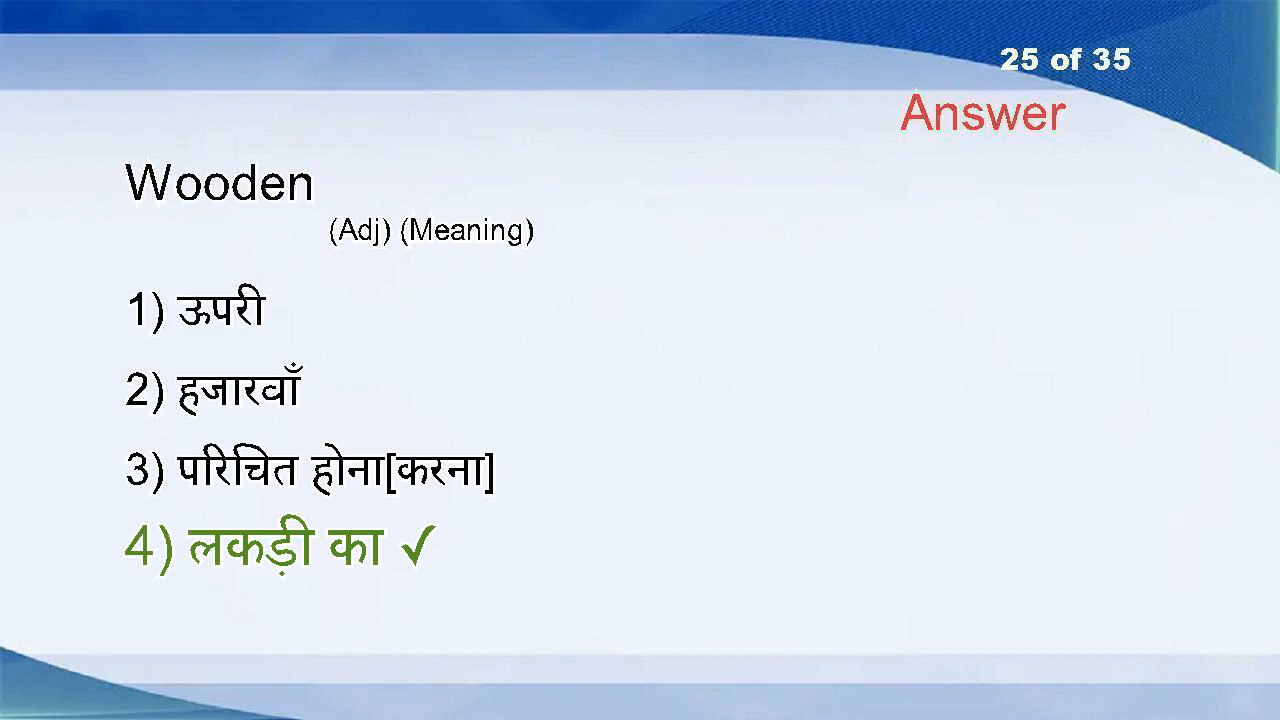 25 of 35
Answer
Wooden
(Adj) (Meaning)
1) ऊपरी
2) हजारवाँ
3) परिचित होना[करना]
4) लकड़ी का ✓